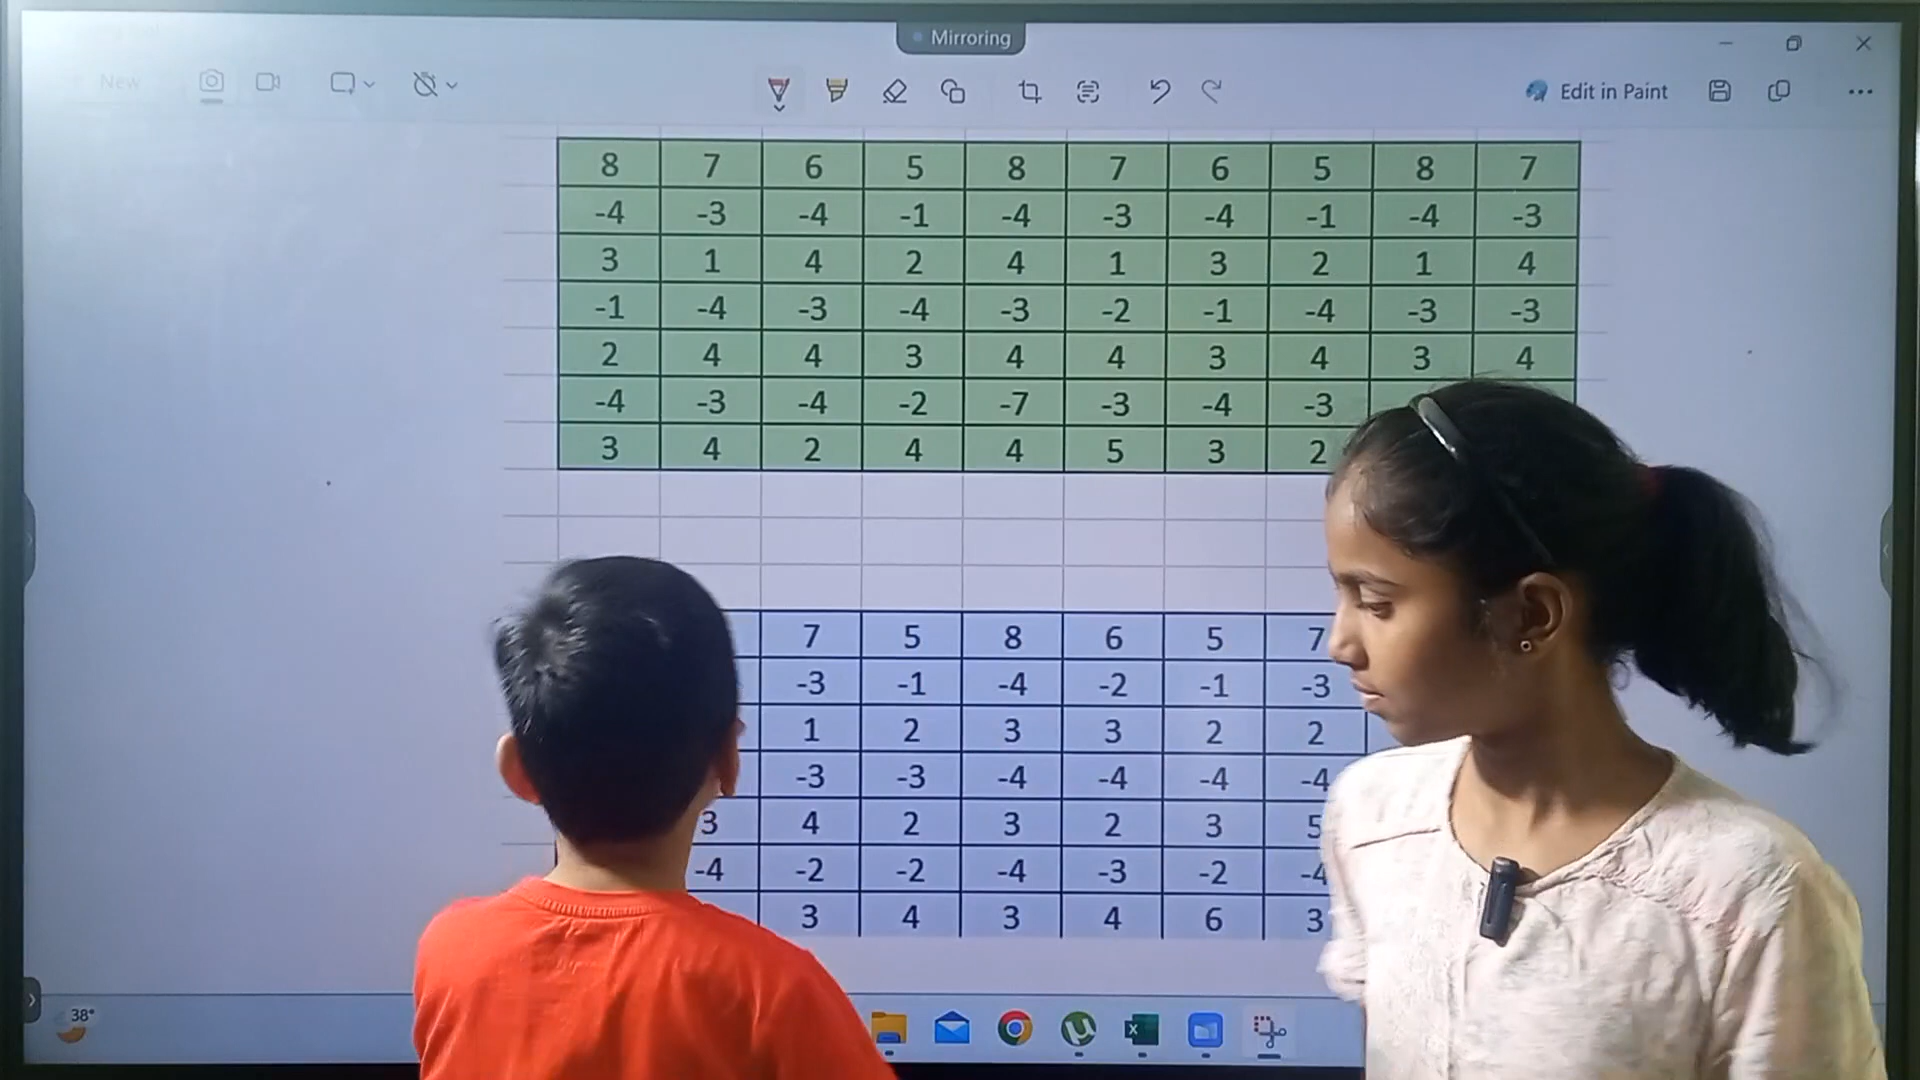 Mirroring
New
Edit in Paint
8 7 6 5 8 7 6 5 8 7
-4 -3 -4 -1 -4 -3 -4 -1 -4 -3
3 1 4 2 4 1 3 2 1 4
-1 -4 -3 -4 -3 -2 -1 -4 -3 -3
2 4 4 3 4 4 3 4 3 4
-4 -3 -4 -2 -7 -3 -4 -3
3 4 2 4 4 5 3 2
7 5 8 6 5 7
-3 -1 -4 -2 -1 -3
1 2 3 3 2 2
-3 -3 -4 -4 -4 -4
3 4 2 3 2 3 5
-4 -2 -2 -4 -3 -2 -4
3 4 3 4 6 3
38°